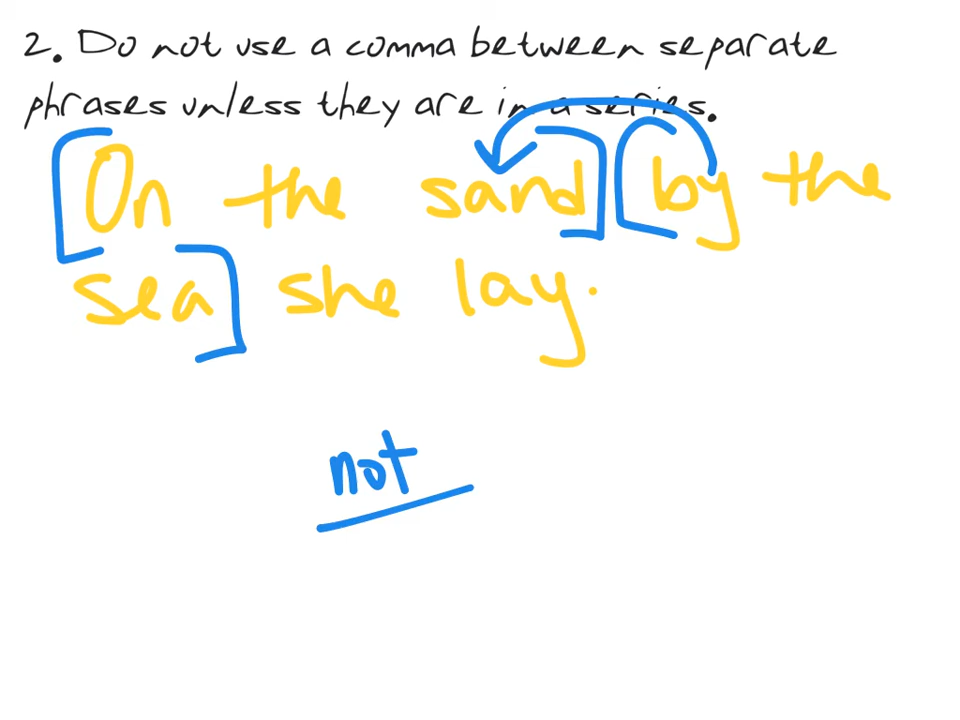 2. Do not use a comma between separate
phrases unless they are in a series.
[On the sand] [by the
sea] she lay.
not